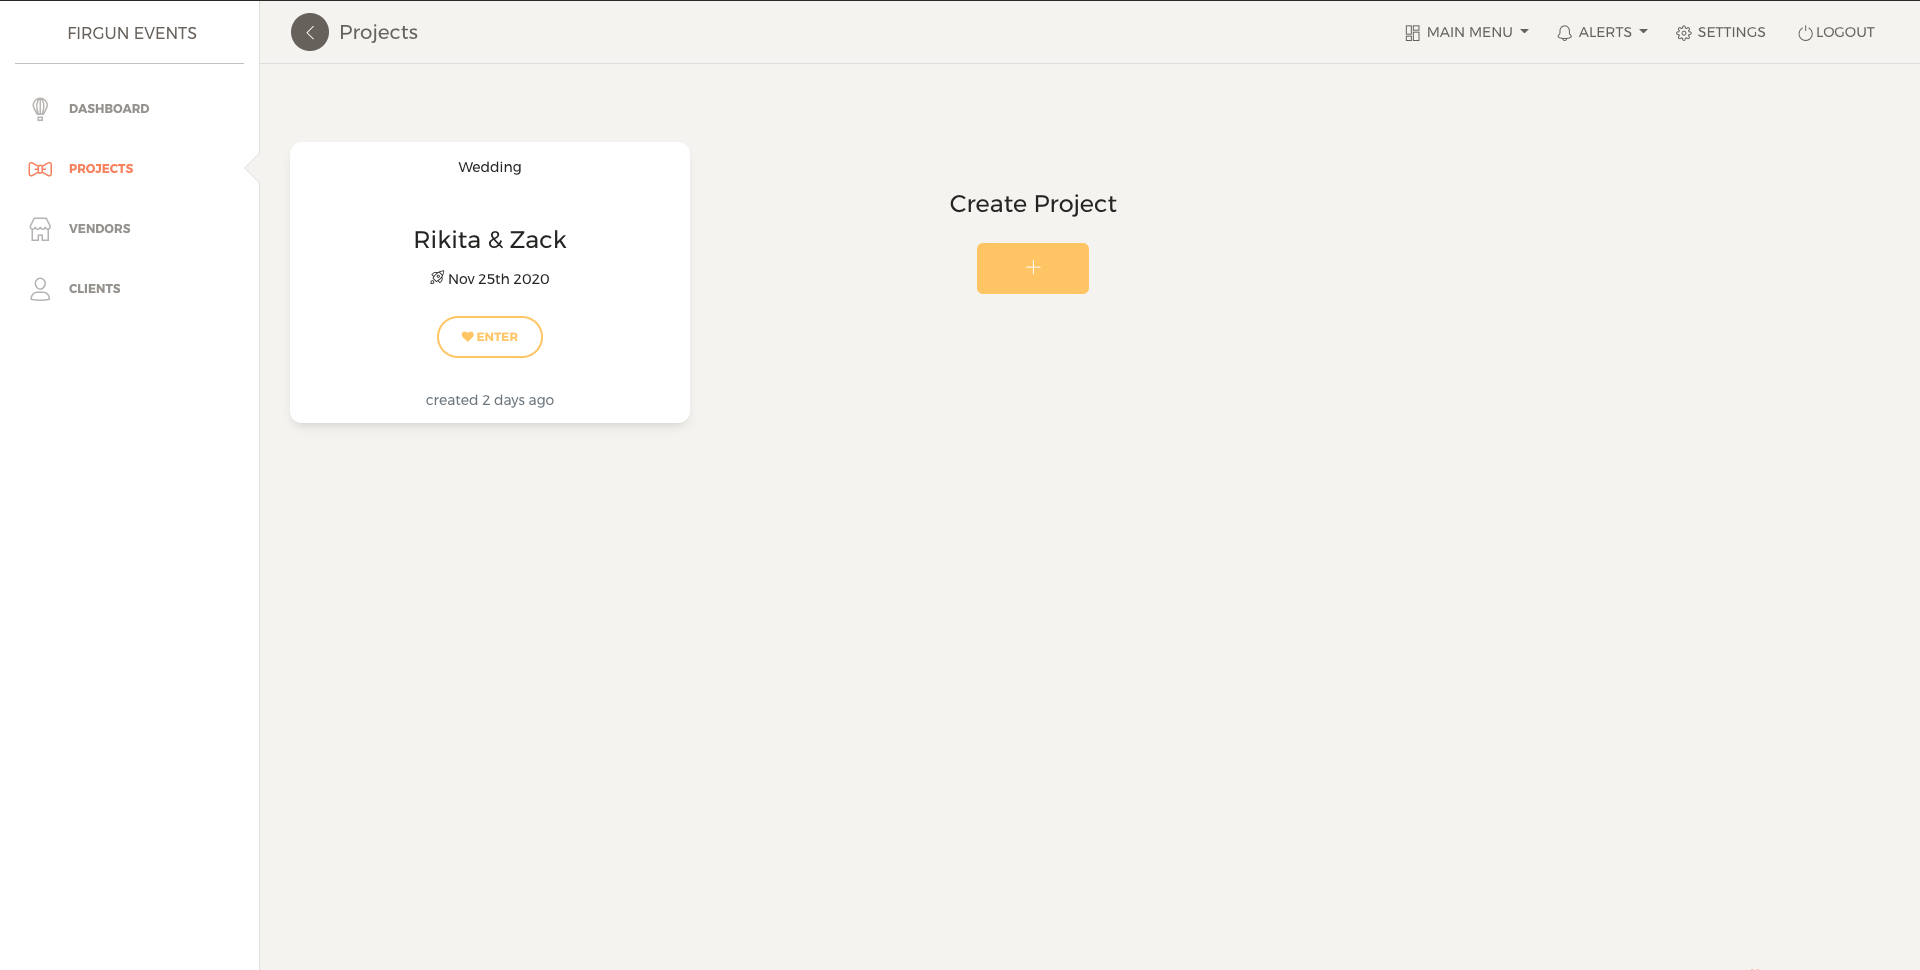 FIRGUN EVENTS
Projects
MAIN MENU
ALERTS
SETTINGS
LOGOUT
DASHBOARD
PROJECTS
VENDORS
CLIENTS
Wedding
Rikita & Zack
Nov 25th 2020
ENTER
created 2 days ago
Create Project
+